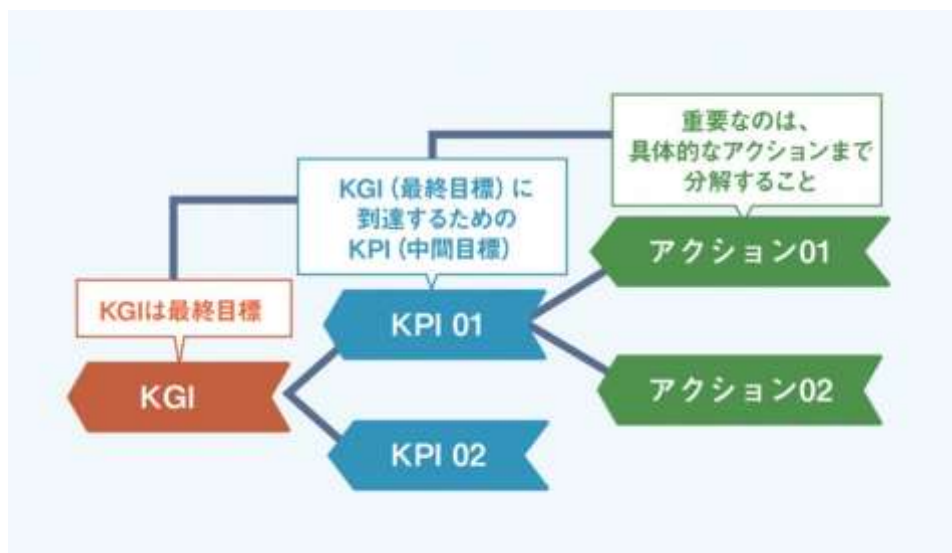 重要なのは、
具体的なアクションまで
分解すること
KGI（最終目標）に
到達するための
KPI（中間目標）
アクション01
KGIは最終目標
KPI 01
KGI
アクション02
KPI 02